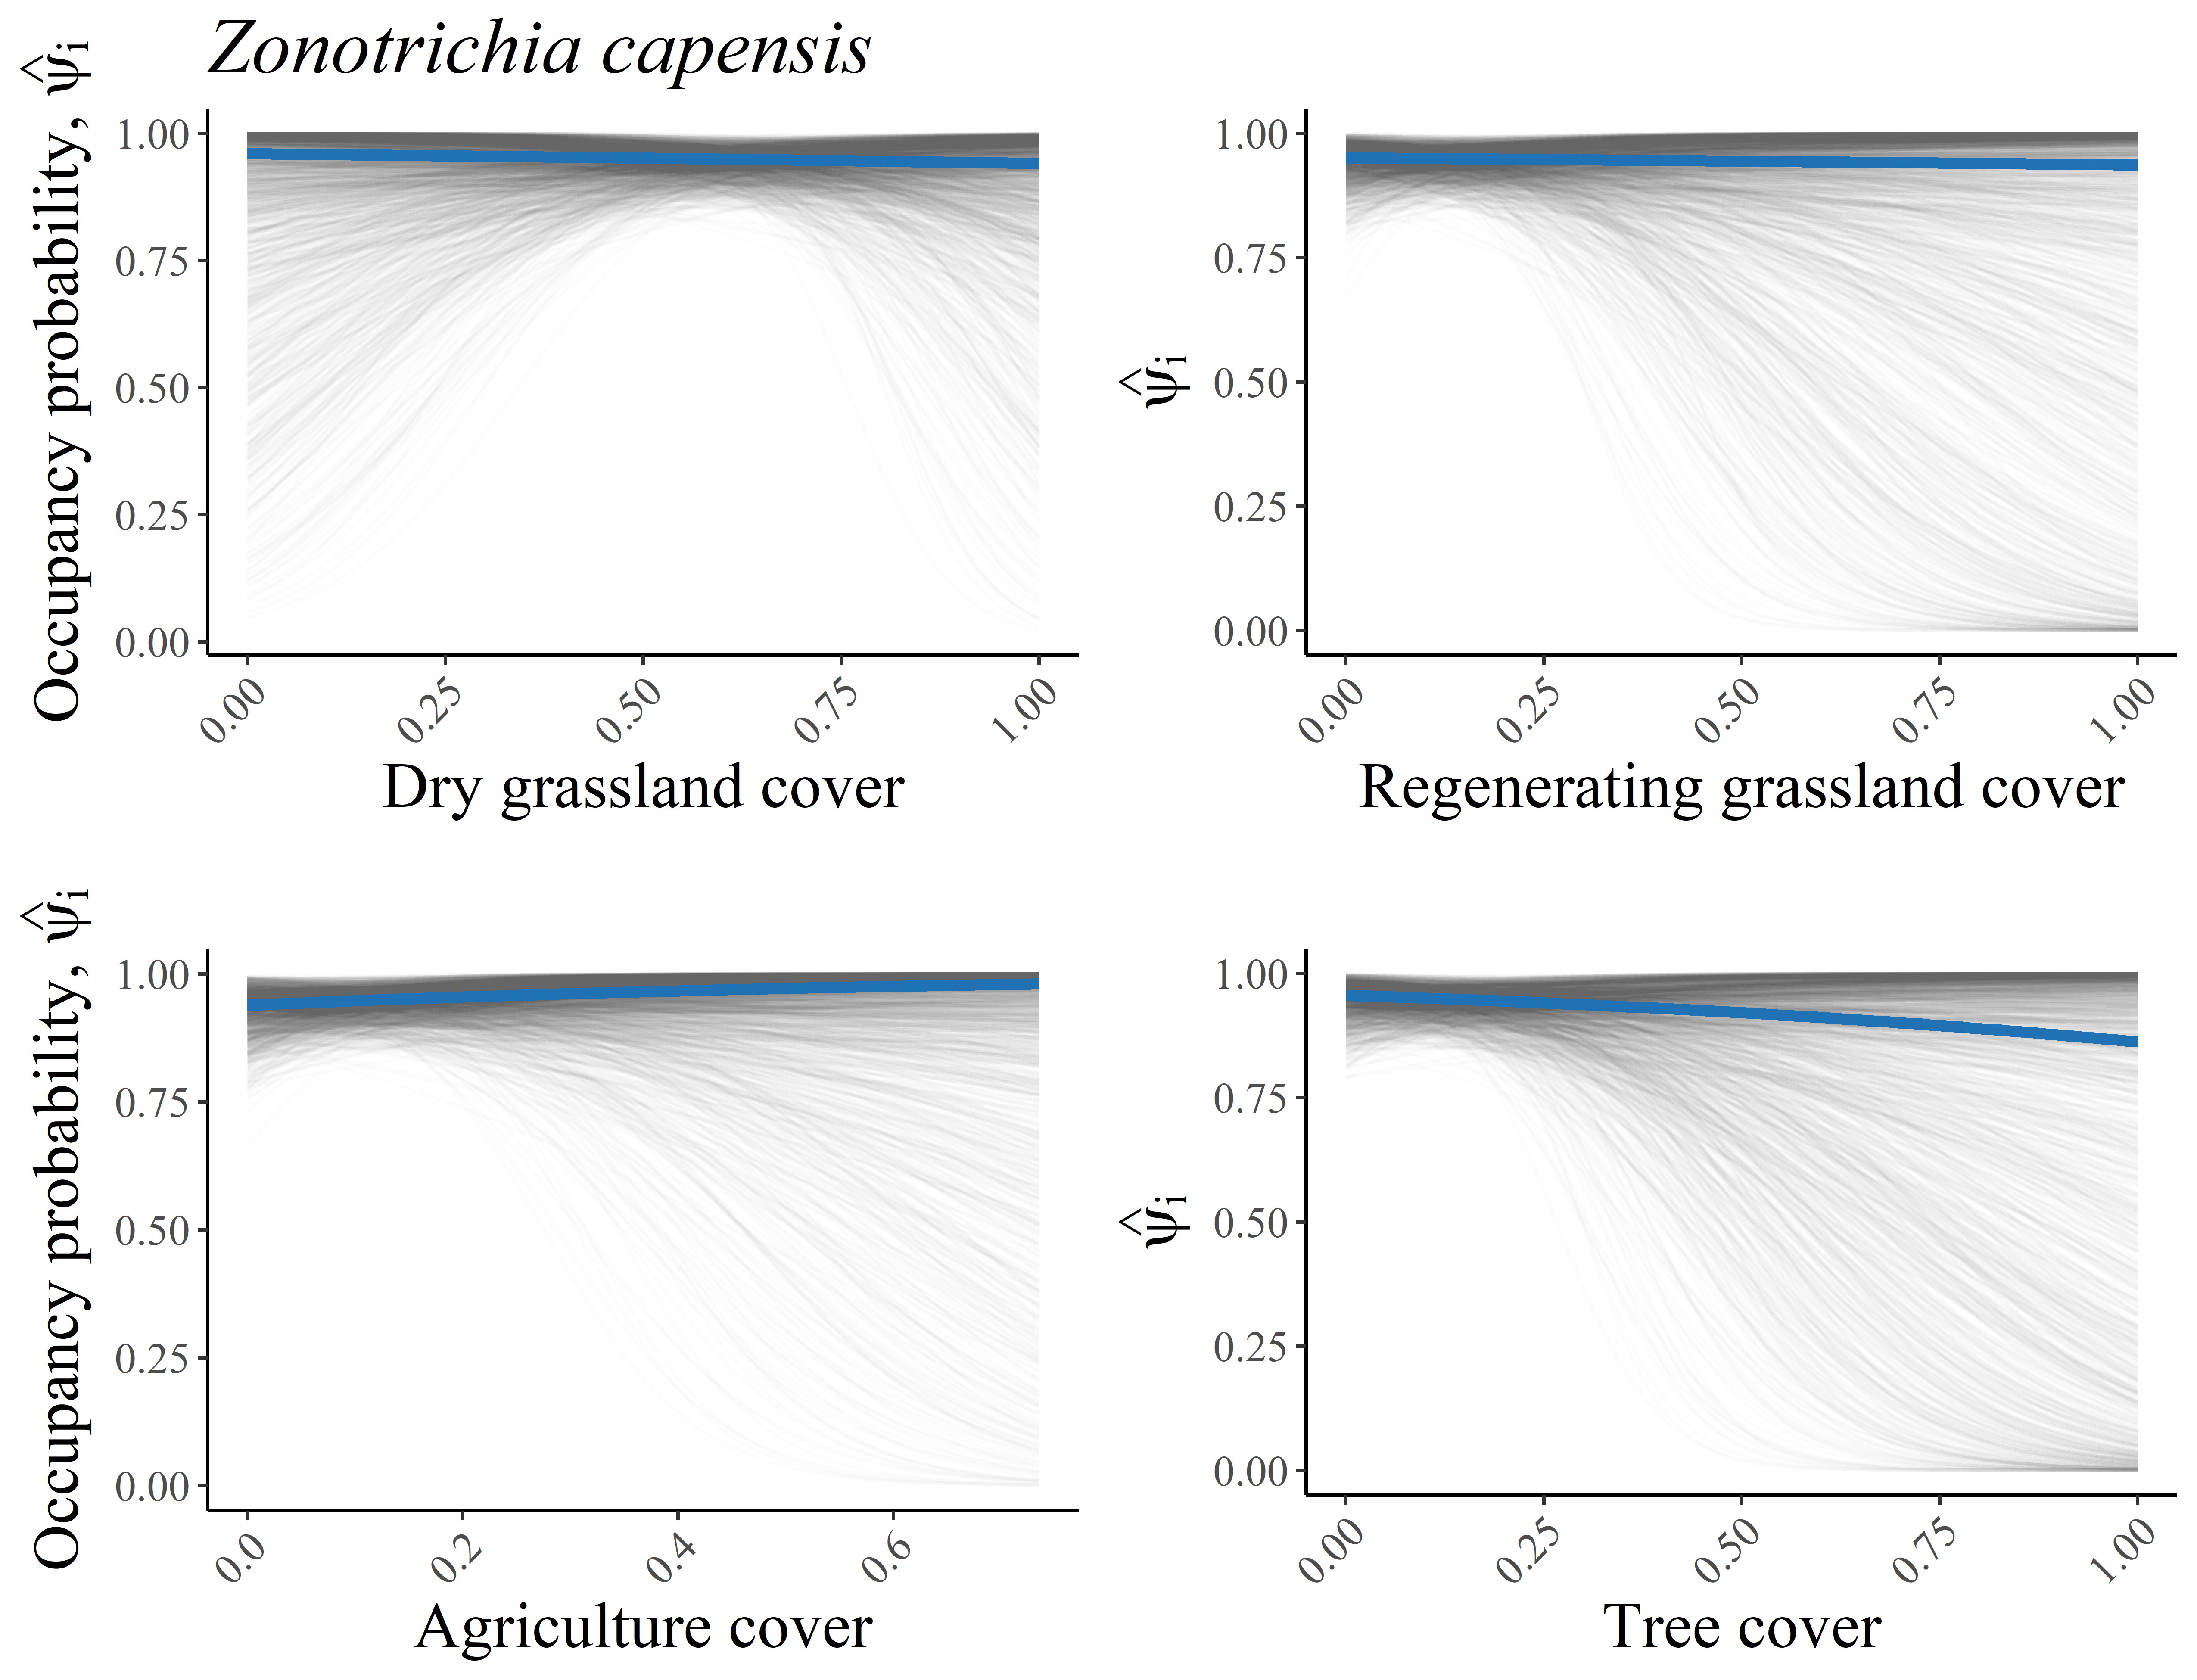 Zonotrichia capensis
Occupancy probability, ψ̂i
1.00
0.75
0.50
0.25
0.00
0.00 0.25 0.50 0.75 1.00
Dry grassland cover
ψ̂i
1.00
0.75
0.50
0.25
0.00
0.00 0.25 0.50 0.75 1.00
Regenerating grassland cover
Occupancy probability, ψ̂i
1.00
0.75
0.50
0.25
0.00
0.0 0.2 0.4 0.6
Agriculture cover
ψ̂i
1.00
0.75
0.50
0.25
0.00
0.00 0.25 0.50 0.75 1.00
Tree cover